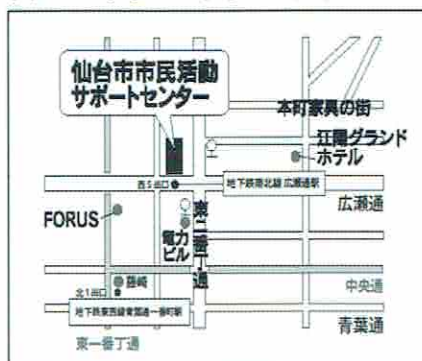 仙台市市民活動
サポートセンター
本町家具の街
江陽グランド
ホテル
西5出口
地下鉄南北線 広瀬通駅
広瀬通
FORUS
東二番丁通
電力
ビル
藤崎
北1出口
中央通
地下鉄東西線青葉通一番町駅
青葉通
東一番丁通